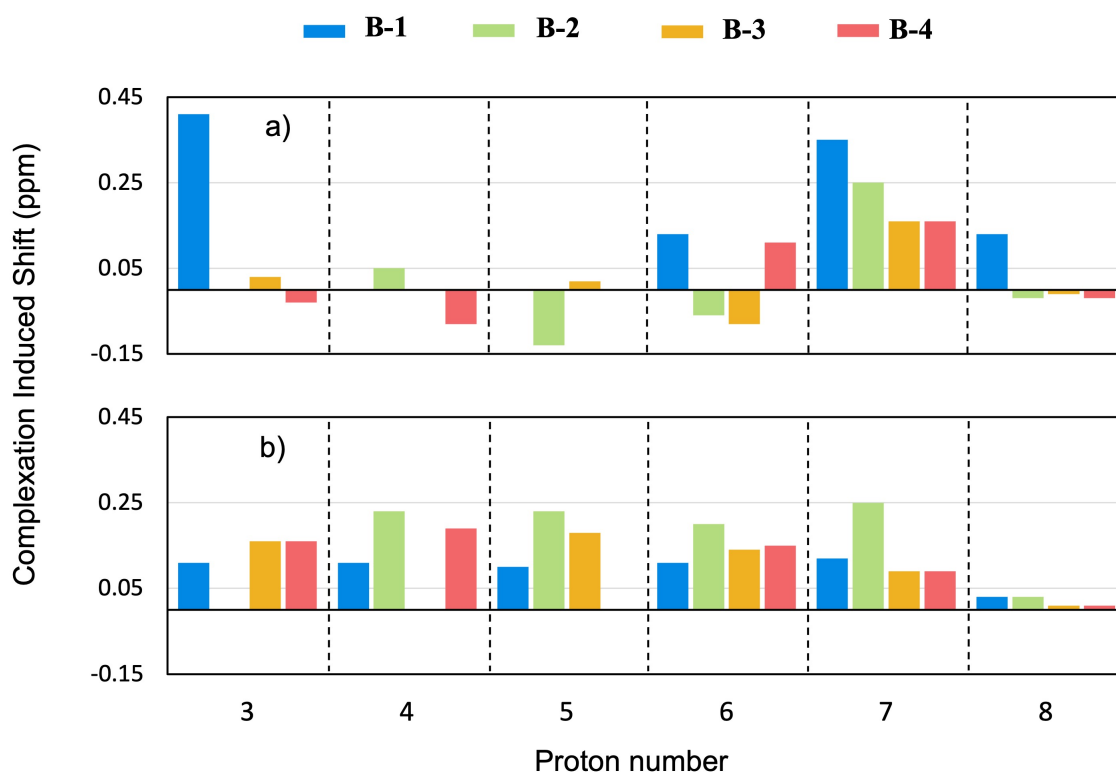 B-1 B-2 B-3 B-4
Complexation Induced Shift (ppm)
0.45
a)
0.25
0.05
-0.15
0.45
b)
0.25
0.05
-0.15
3 4 5 6 7 8
Proton number